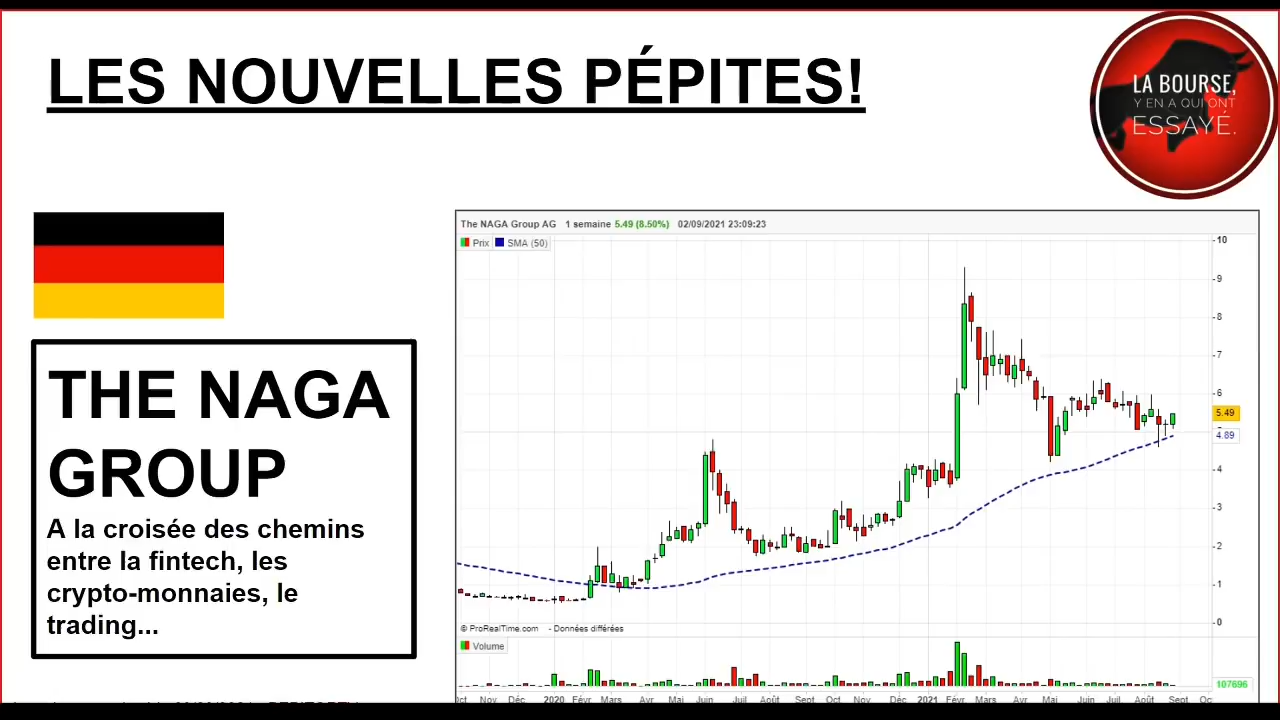 LES NOUVELLES PÉPITES!
LA BOURSE,
Y EN A QUI ONT
ESSAYÉ.
THE NAGA
GROUP
A la croisée des chemins
entre la fintech, les
crypto-monnaies, le
trading...
The NAGA Group AG 1 semaine 5.49 (8.50%) 02/09/2021 23:09:23
Prix SMA (50)
10
9
8
7
6
5.49
4.89
4
3
2
1
0
© ProRealTime.com - Données différées
Volume
107696
Oct Nov. Déc. 2020 Févr Mars Avr. Mai Juin Juil. Août Sept. Oct. Nov. Déc. 2021 Févr. Mars Avr. Mai Juin Juil. Août Sept Oc